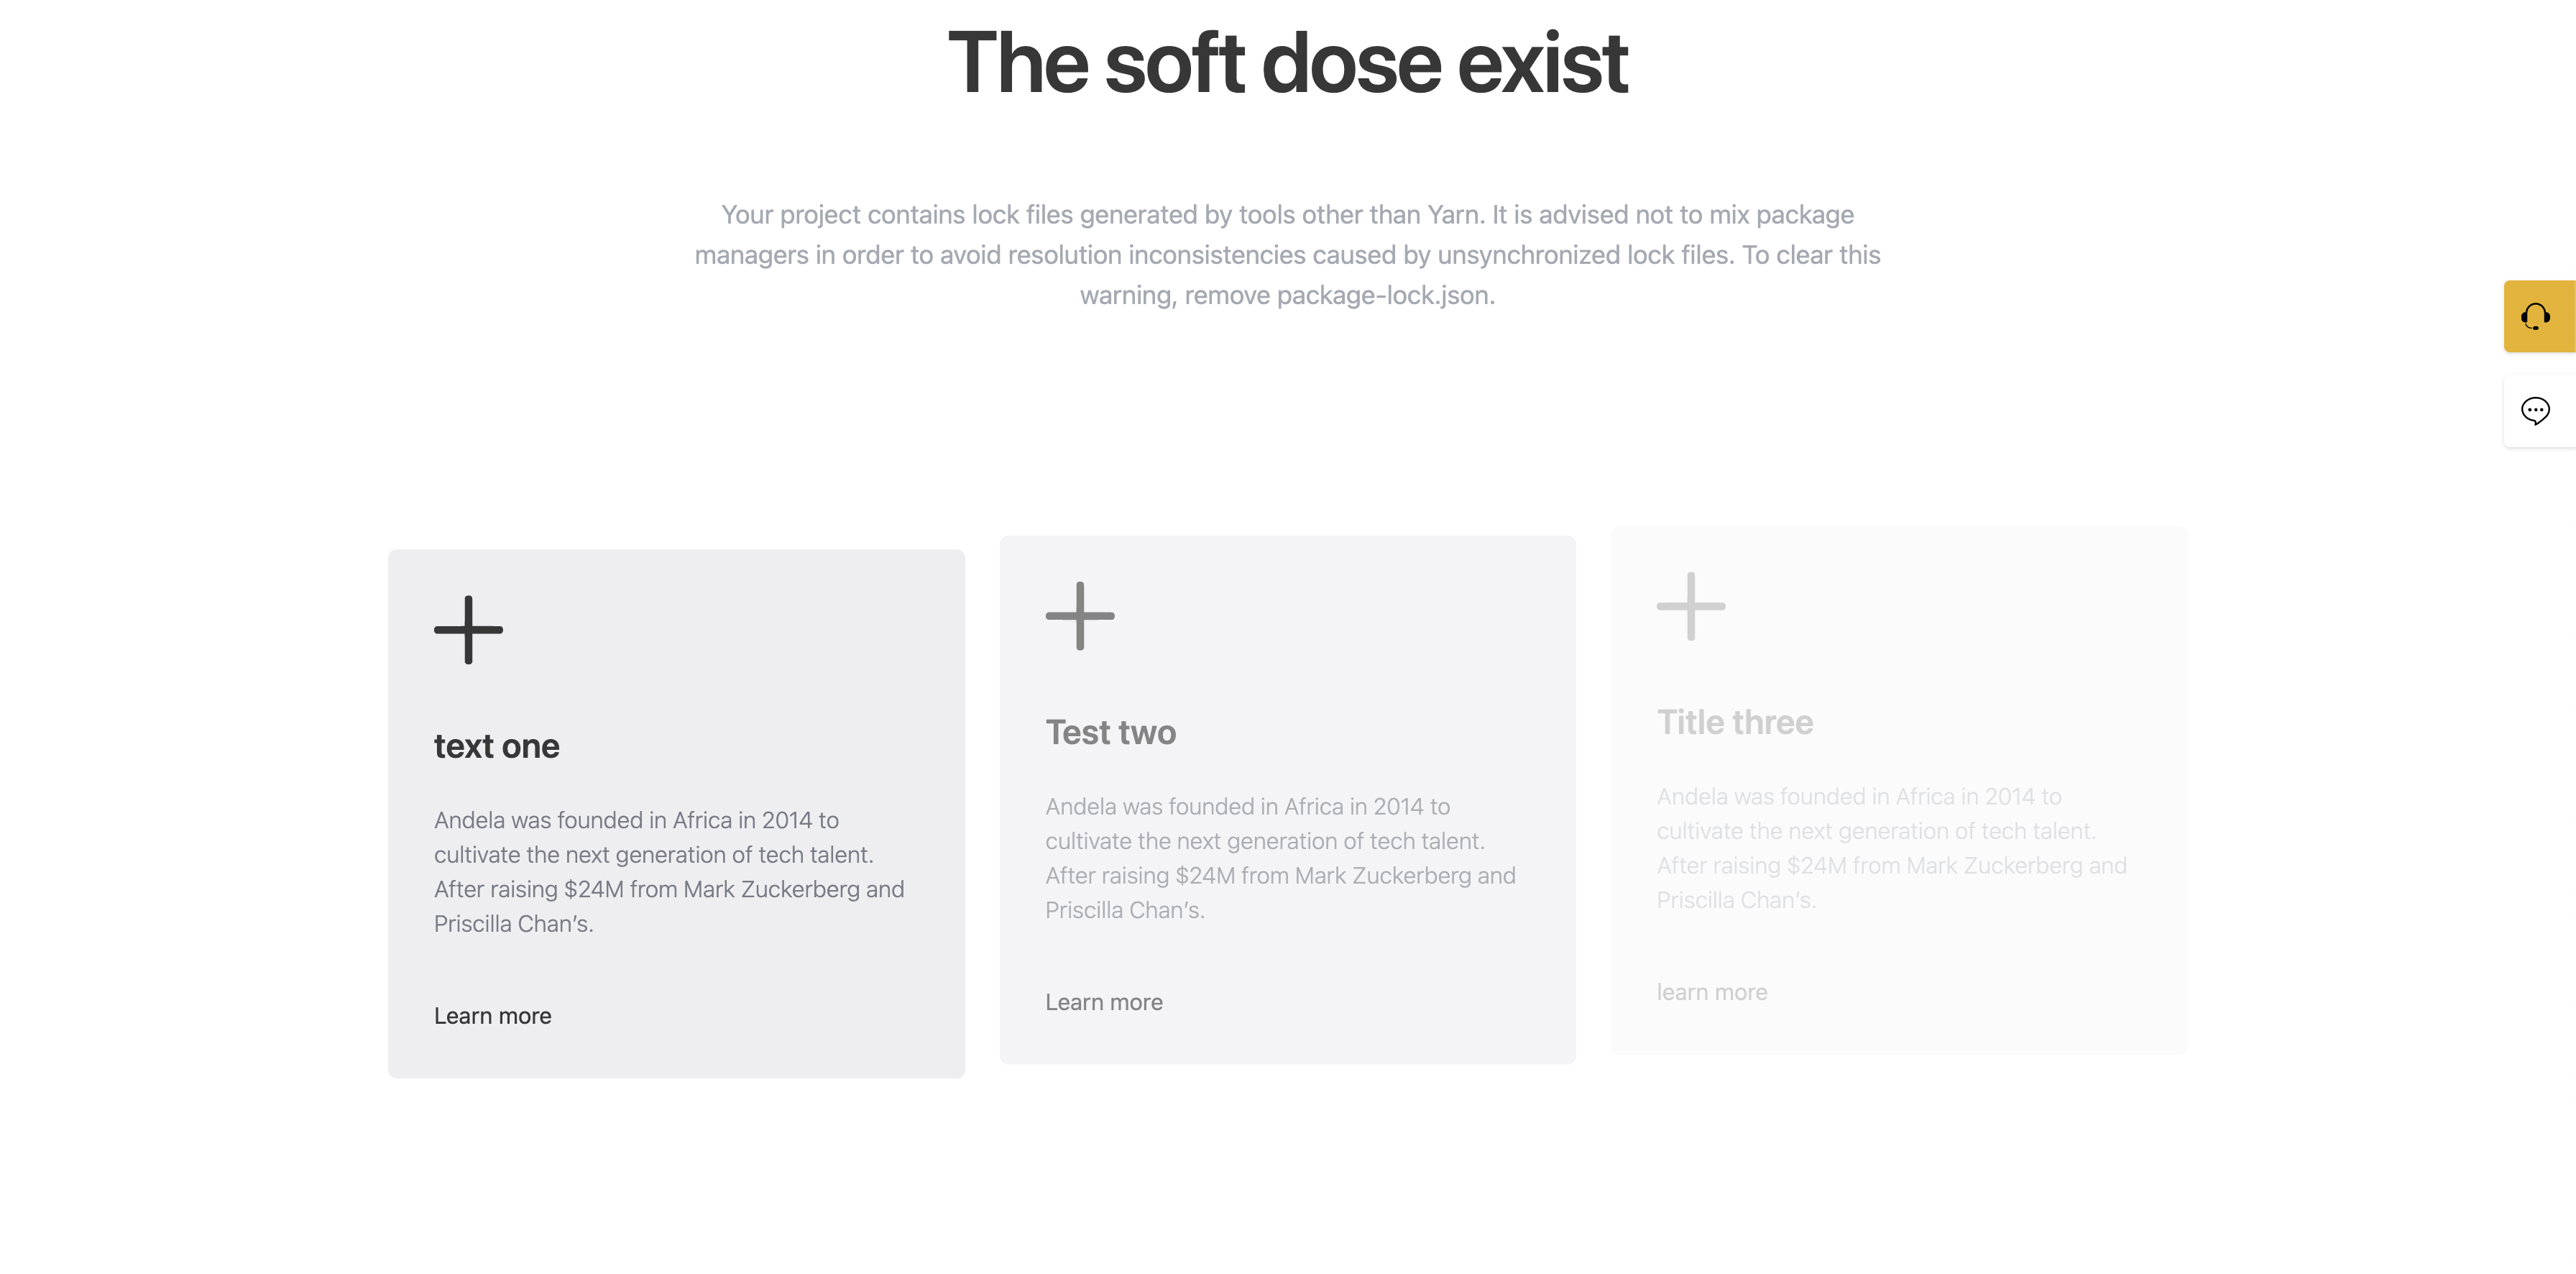 The soft dose exist
Your project contains lock files generated by tools other than Yarn. It is advised not to mix package
managers in order to avoid resolution inconsistencies caused by unsynchronized lock files. To clear this
warning, remove package-lock.json.
text one
Andela was founded in Africa in 2014 to
cultivate the next generation of tech talent.
After raising $24M from Mark Zuckerberg and
Priscilla Chan's.
Learn more
Test two
Andela was founded in Africa in 2014 to
cultivate the next generation of tech talent.
After raising $24M from Mark Zuckerberg and
Priscilla Chan's.
Learn more
Title three
Andela was founded in Africa in 2014 to
cultivate the next generation of tech talent.
After raising $24M from Mark Zuckerberg and
Priscilla Chan's.
learn more